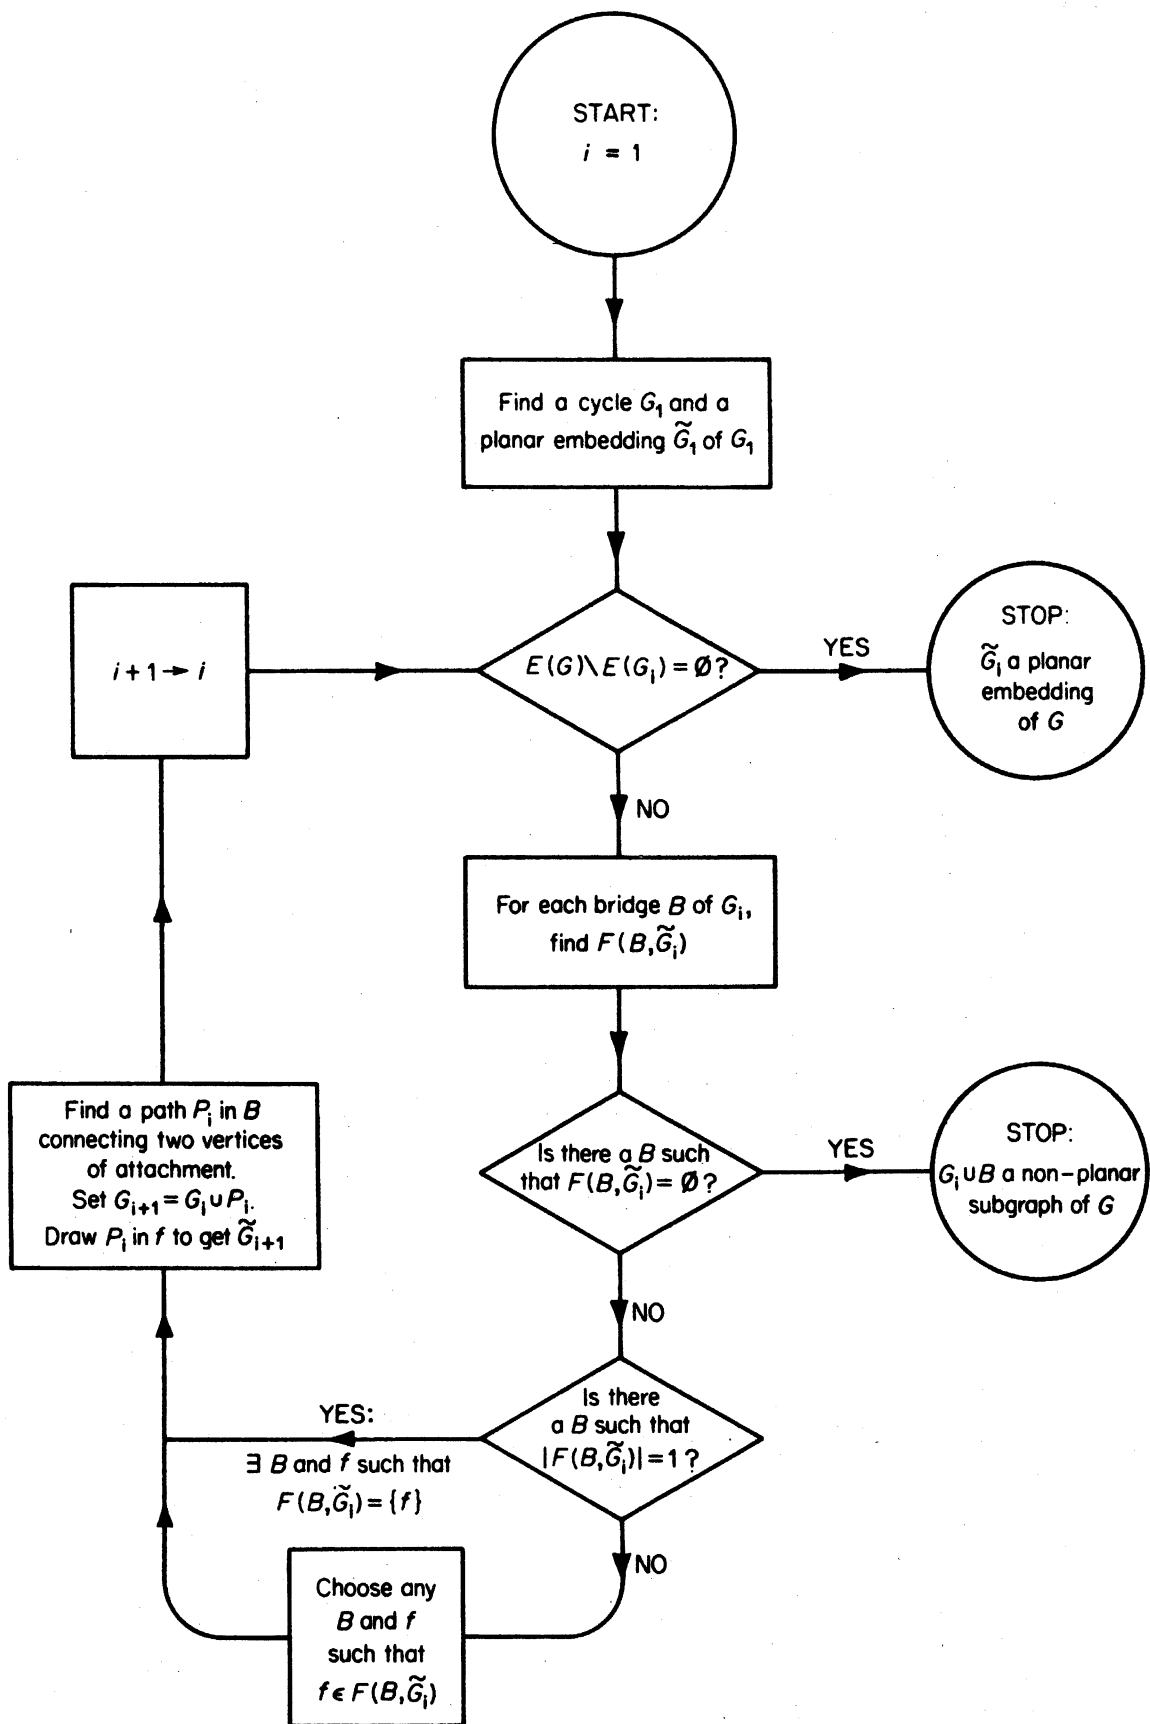 START:
i = 1
Find a cycle G₁ and a
planar embedding G̃₁ of G₁
i + 1 → i
E(G)\E(Gᵢ) = Ø?
YES
STOP:
G̃ᵢ a planar
embedding
of G
NO
For each bridge B of Gᵢ,
find F(B,G̃ᵢ)
Find a path Pᵢ in B
connecting two vertices
of attachment.
Set Gᵢ₊₁ = Gᵢ ∪ Pᵢ.
Draw Pᵢ in f to get G̃ᵢ₊₁
Is there a B such
that F(B,G̃ᵢ) = Ø?
YES
STOP:
Gᵢ ∪ B a non-planar
subgraph of G
NO
Is there
a B such that
|F(B,G̃ᵢ)| = 1?
YES:
∃ B and f such that
F(B,G̃ᵢ) = {f}
NO
Choose any
B and f
such that
f ϵ F(B,G̃ᵢ)